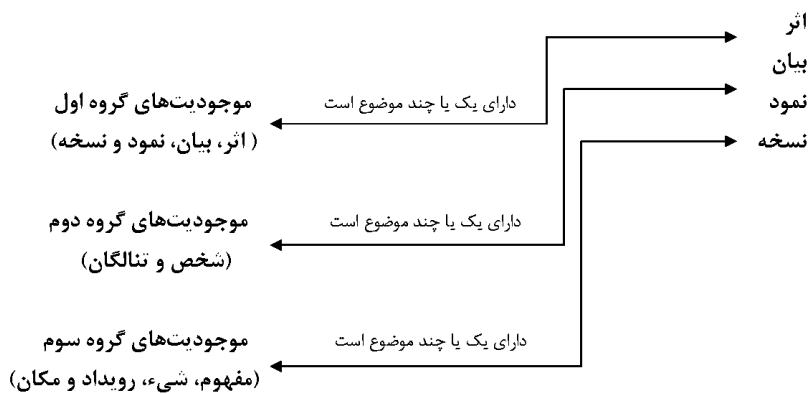 اثر
بیان
نمود
نسخه
دارای یک یا چند موضوع است
موجودیت‌های گروه اول
(اثر، بیان، نمود و نسخه)
دارای یک یا چند موضوع است
موجودیت‌های گروه دوم
(شخص و تنالگان)
دارای یک یا چند موضوع است
موجودیت‌های گروه سوم
(مفهوم، شیء، رویداد و مکان)